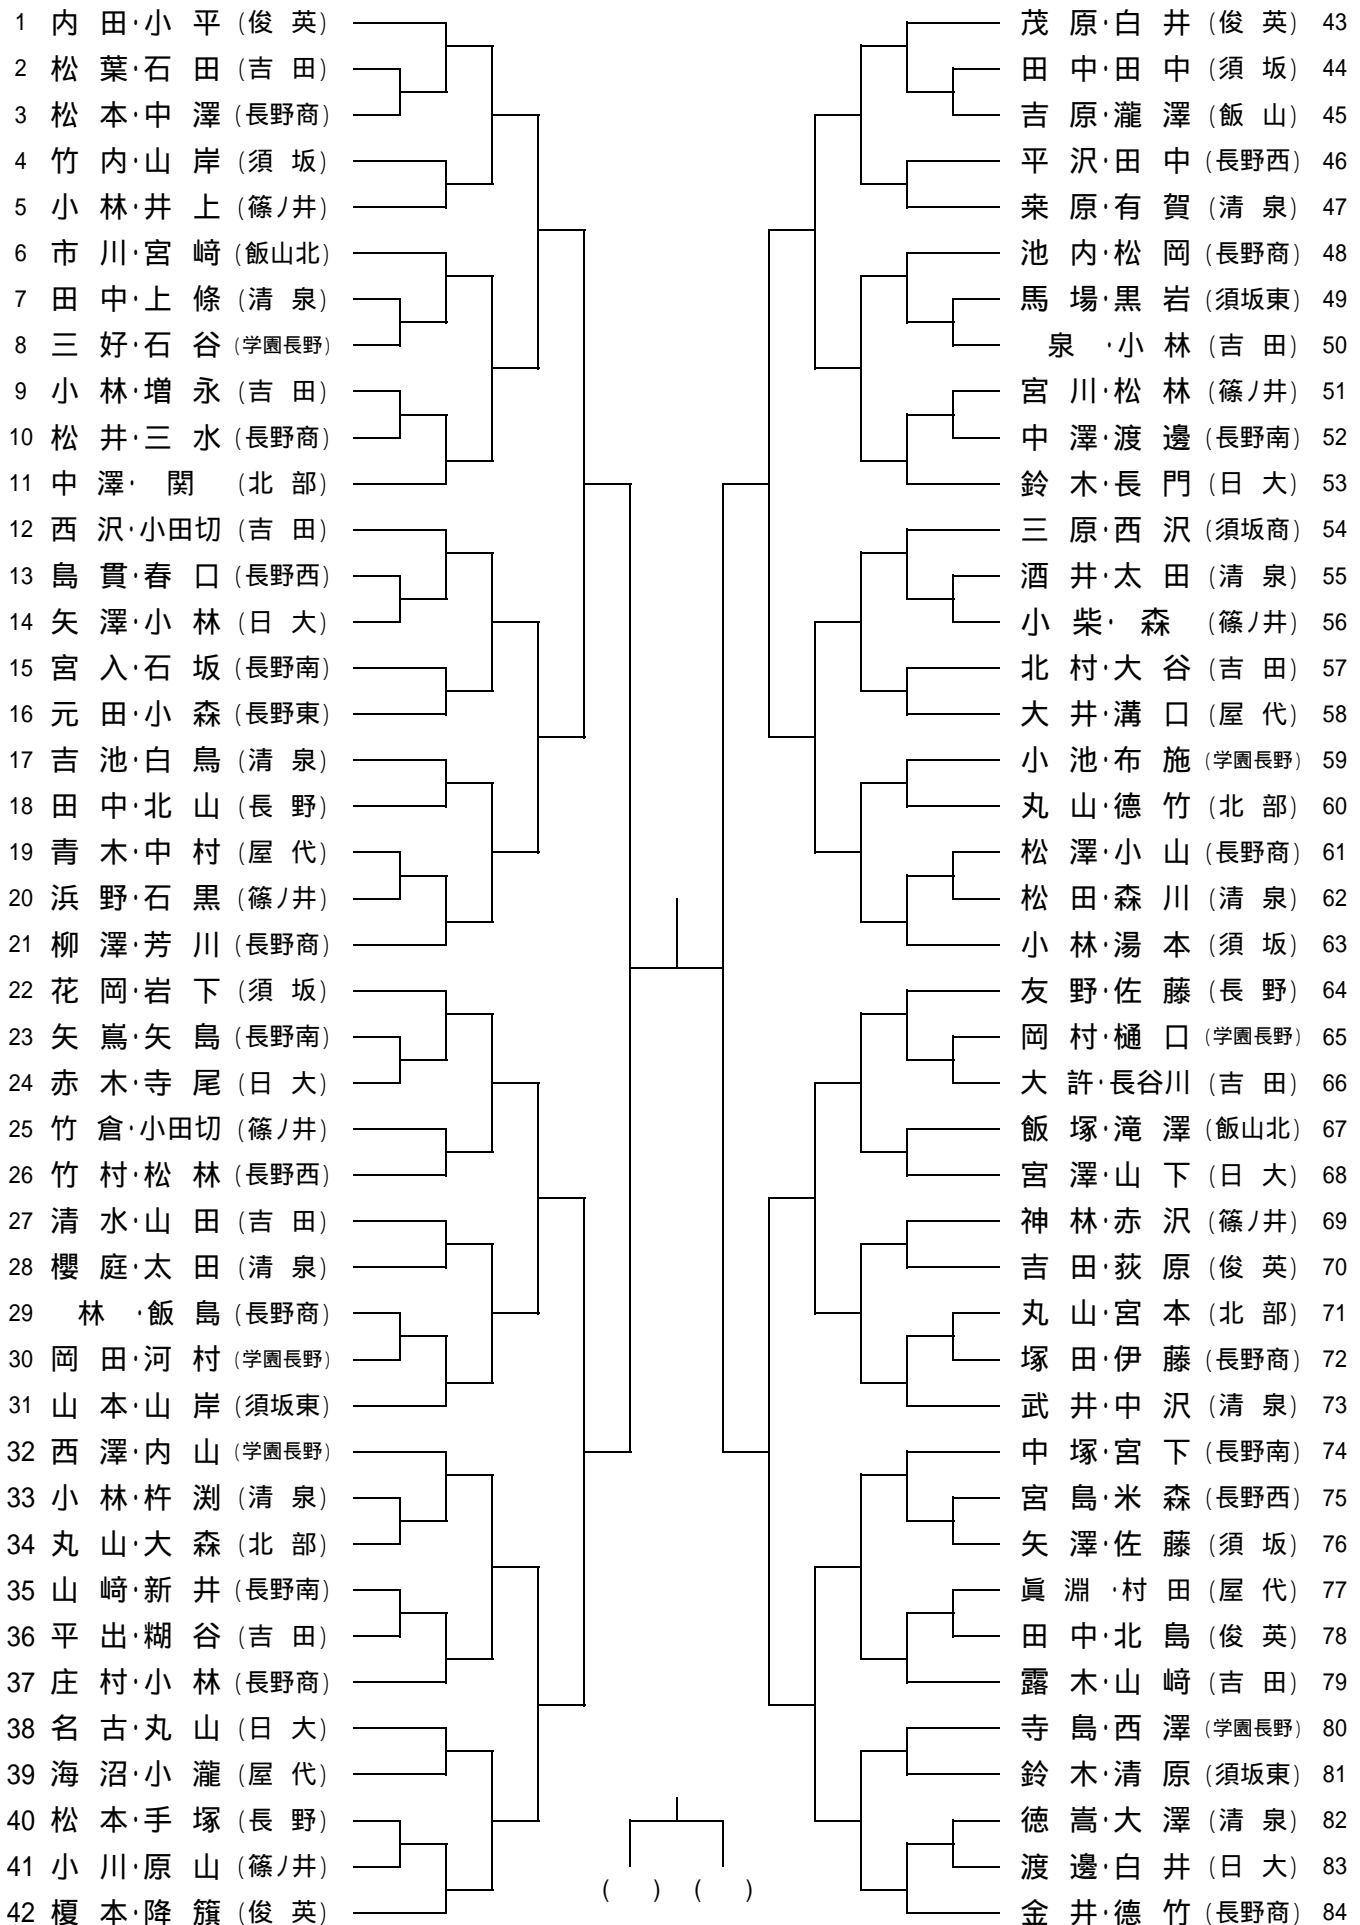 1 内田・小平 (俊英)
2 松葉・石田 (吉田)
3 松本・中澤 (長野商)
4 竹内・山岸 (須坂)
5 小林・井上 (篠ノ井)
6 市川・宮﨑 (飯山北)
7 田中・上條 (清泉)
8 三好・石谷 (学園長野)
9 小林・増永 (吉田)
10 松井・三水 (長野商)
11 中澤・関 (北部)
12 西沢・小田切 (吉田)
13 島貫・春口 (長野西)
14 矢澤・小林 (日大)
15 宮入・石坂 (長野南)
16 元田・小森 (長野東)
17 吉池・白鳥 (清泉)
18 田中・北山 (長野)
19 青木・中村 (屋代)
20 浜野・石黒 (篠ノ井)
21 柳澤・芳川 (長野商)
22 花岡・岩下 (須坂)
23 矢嶌・矢島 (長野南)
24 赤木・寺尾 (日大)
25 竹倉・小田切 (篠ノ井)
26 竹村・松林 (長野西)
27 清水・山田 (吉田)
28 櫻庭・太田 (清泉)
29 林・飯島 (長野商)
30 岡田・河村 (学園長野)
31 山本・山岸 (須坂東)
32 西澤・内山 (学園長野)
33 小林・杵渕 (清泉)
34 丸山・大森 (北部)
35 山﨑・新井 (長野南)
36 平出・糊谷 (吉田)
37 庄村・小林 (長野商)
38 名古・丸山 (日大)
39 海沼・小瀧 (屋代)
40 松本・手塚 (長野)
41 小川・原山 (篠ノ井)
42 榎本・降籏 (俊英)
茂原・白井 (俊英) 43
田中・田中 (須坂) 44
吉原・瀧澤 (飯山) 45
平沢・田中 (長野西) 46
桒原・有賀 (清泉) 47
池内・松岡 (長野商) 48
馬場・黒岩 (須坂東) 49
泉・小林 (吉田) 50
宮川・松林 (篠ノ井) 51
中澤・渡邊 (長野南) 52
鈴木・長門 (日大) 53
三原・西沢 (須坂商) 54
酒井・太田 (清泉) 55
小柴・森 (篠ノ井) 56
北村・大谷 (吉田) 57
大井・溝口 (屋代) 58
小池・布施 (学園長野) 59
丸山・德竹 (北部) 60
松澤・小山 (長野商) 61
松田・森川 (清泉) 62
小林・湯本 (須坂) 63
友野・佐藤 (長野) 64
岡村・樋口 (学園長野) 65
大許・長谷川 (吉田) 66
飯塚・滝澤 (飯山北) 67
宮澤・山下 (日大) 68
神林・赤沢 (篠ノ井) 69
吉田・荻原 (俊英) 70
丸山・宮本 (北部) 71
塚田・伊藤 (長野商) 72
武井・中沢 (清泉) 73
中塚・宮下 (長野南) 74
宮島・米森 (長野西) 75
矢澤・佐藤 (須坂) 76
眞淵・村田 (屋代) 77
田中・北島 (俊英) 78
露木・山﨑 (吉田) 79
寺島・西澤 (学園長野) 80
鈴木・清原 (須坂東) 81
徳嵩・大澤 (清泉) 82
渡邊・白井 (日大) 83
金井・德竹 (長野商) 84
( ) ( )